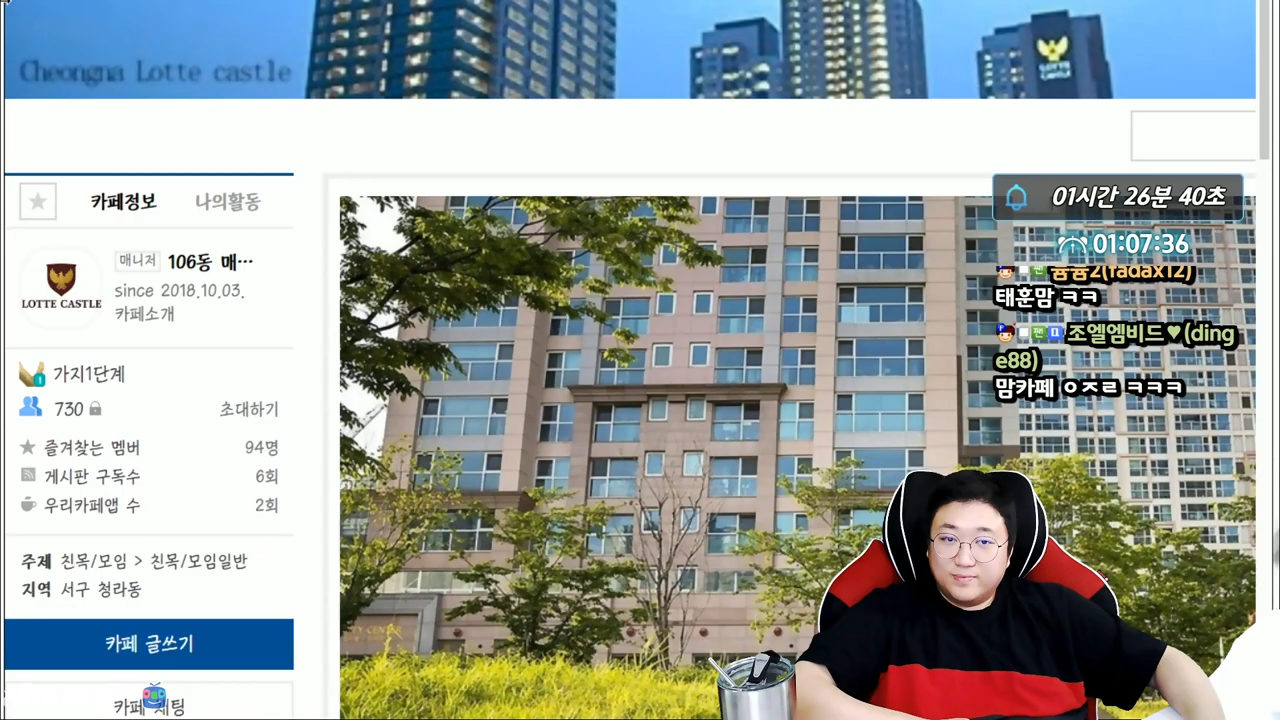 Cheongna Lotte castle
카페정보 나의활동
매니저 106동 매…
since 2018.10.03.
카페소개
LOTTE CASTLE
가지1단계
730 초대하기
즐겨찾는 멤버 94명
게시판 구독수 6회
우리카페앱 수 2회
주제 친목/모임 > 친목/모임일반
지역 서구 청라동
카페 글쓰기
카페 채팅
01시간 26분 40초
01:07:36
태훈맘 ㅋㅋ
조엘엠비드♥(ding
e88)
맘카페 ㅇㅈㄹ ㅋㅋㅋ